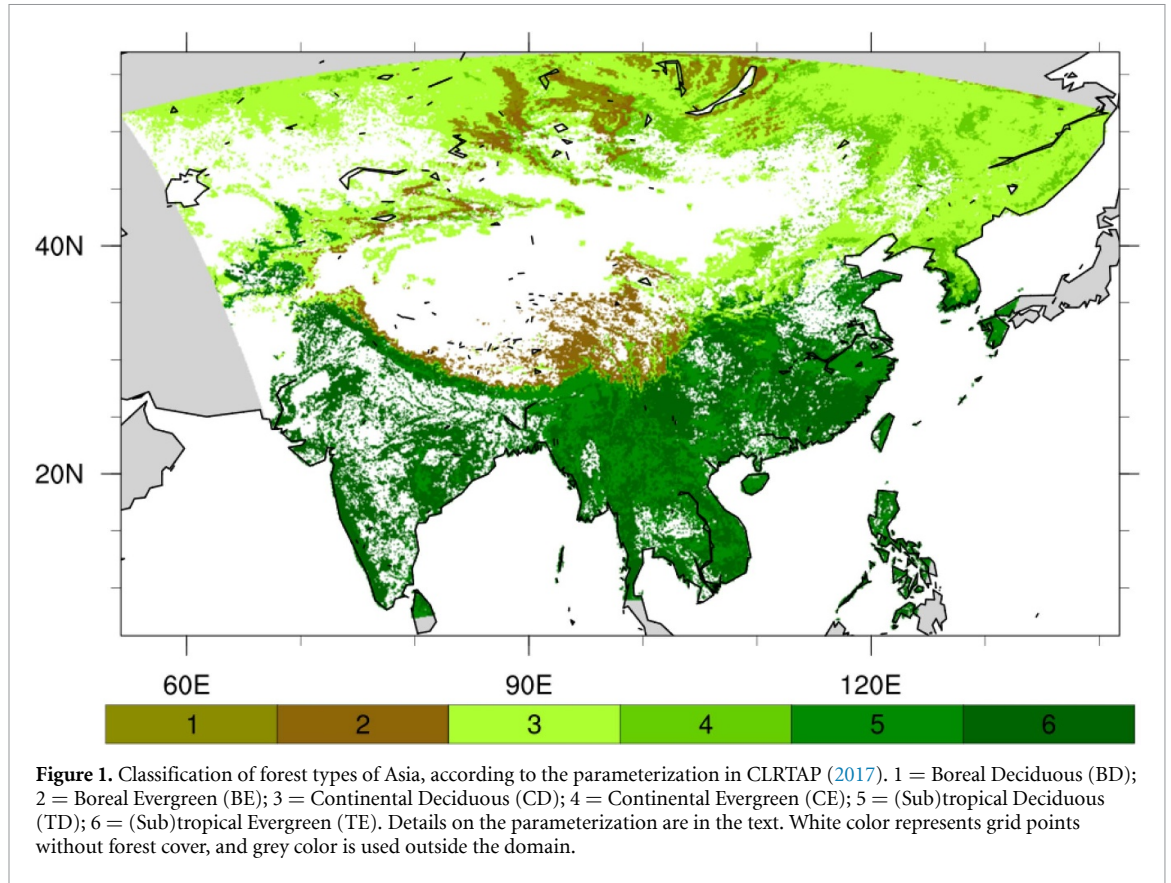 40N
20N
60E 90E 120E
1 2 3 4 5 6
Figure 1. Classification of forest types of Asia, according to the parameterization in CLRTAP (2017). 1 = Boreal Deciduous (BD);
2 = Boreal Evergreen (BE); 3 = Continental Deciduous (CD); 4 = Continental Evergreen (CE); 5 = (Sub)tropical Deciduous
(TD); 6 = (Sub)tropical Evergreen (TE). Details on the parameterization are in the text. White color represents grid points
without forest cover, and grey color is used outside the domain.